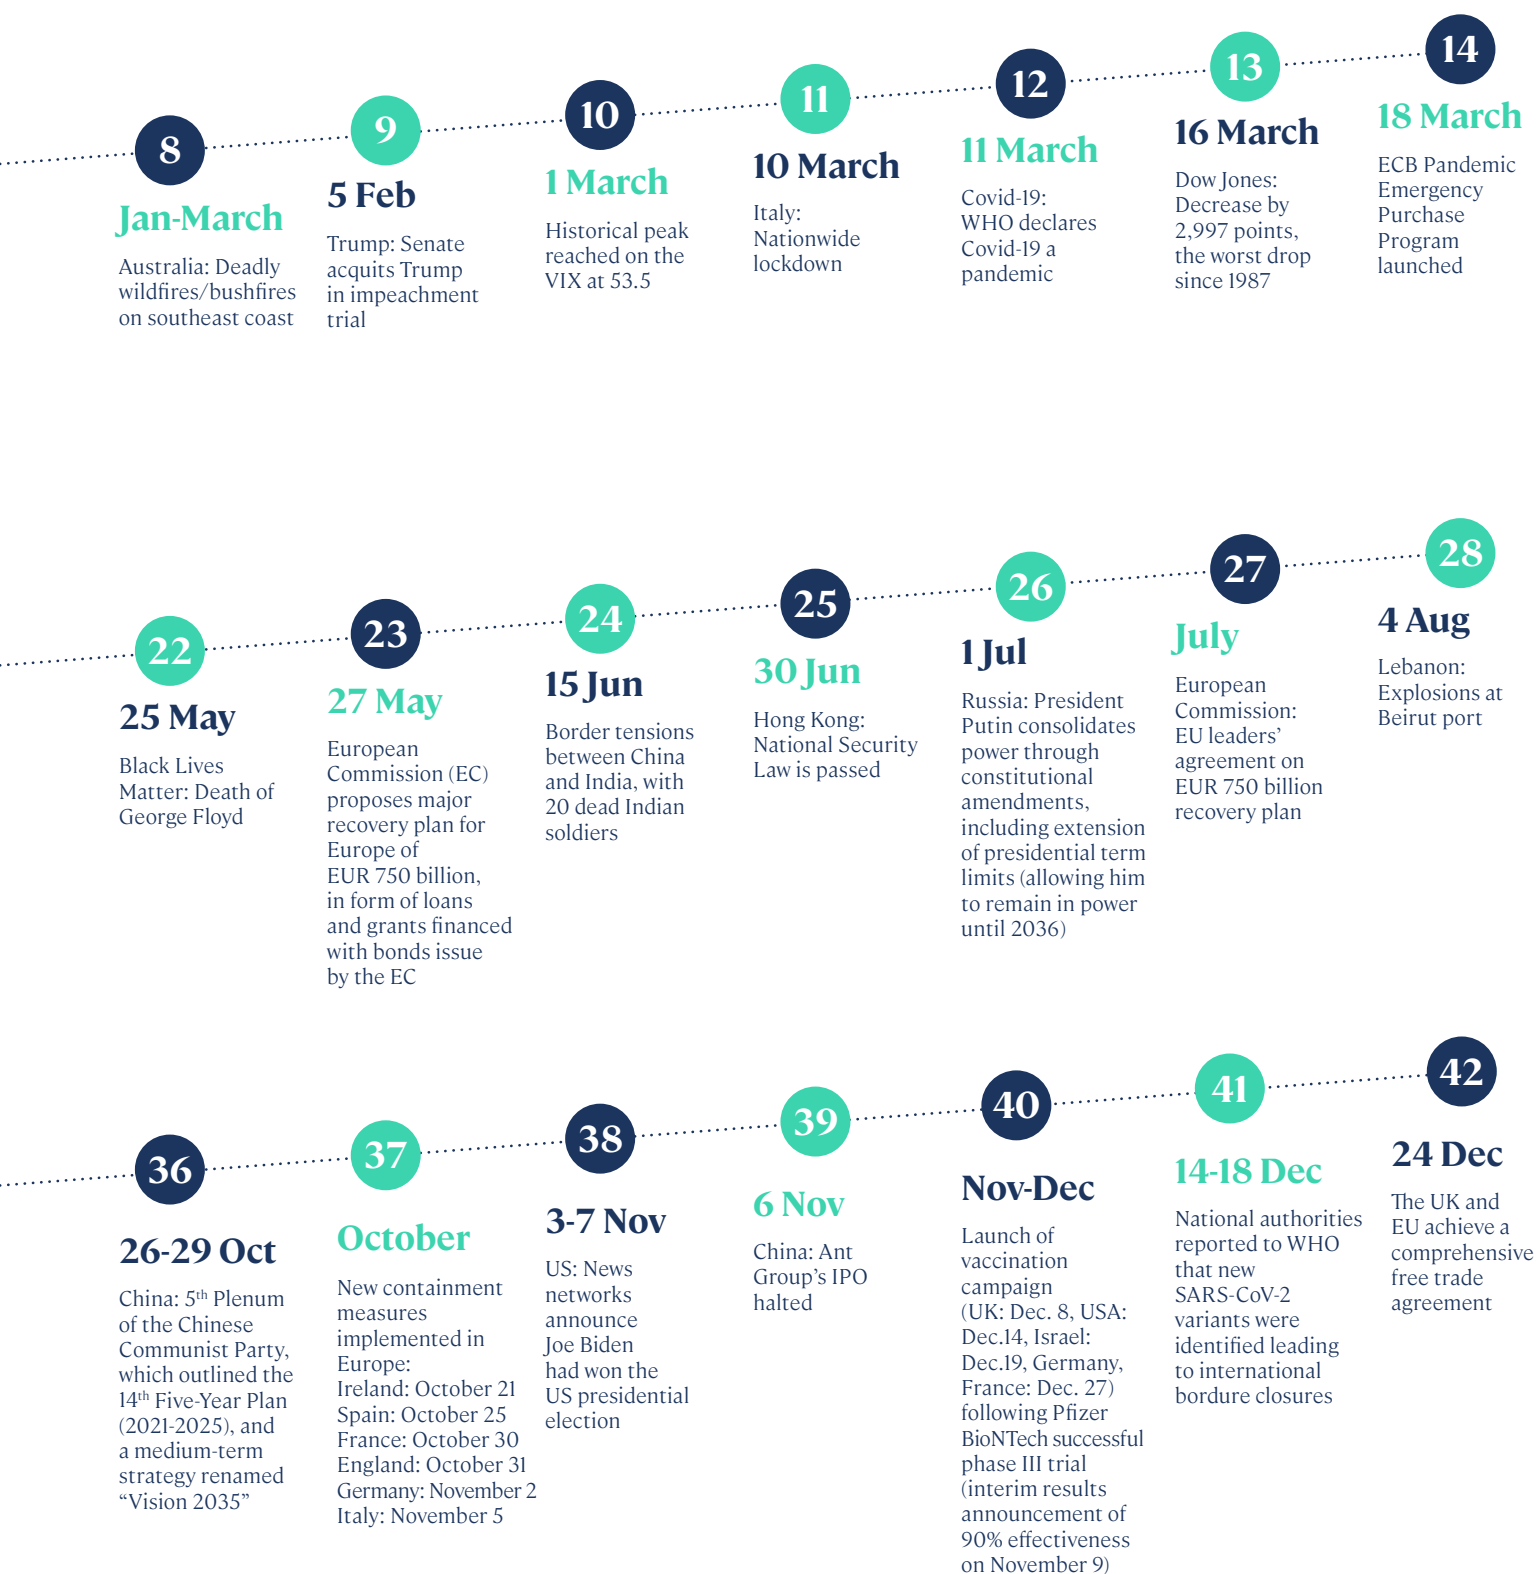 8
Jan-March
Australia: Deadly
wildfires/bushfires
on southeast coast
9
5 Feb
Trump: Senate
acquits Trump
in impeachment
trial
10
1 March
Historical peak
reached on the
VIX at 53.5
11
10 March
Italy:
Nationwide
lockdown
12
11 March
Covid-19:
WHO declares
Covid-19 a
pandemic
13
16 March
Dow Jones:
Decrease by
2,997 points,
the worst drop
since 1987
14
18 March
ECB Pandemic
Emergency
Purchase
Program
launched
22
25 May
Black Lives
Matter: Death of
George Floyd
23
27 May
European
Commission (EC)
proposes major
recovery plan for
Europe of
EUR 750 billion,
in form of loans
and grants financed
with bonds issue
by the EC
24
15 Jun
Border tensions
between China
and India, with
20 dead Indian
soldiers
25
30 Jun
Hong Kong:
National Security
Law is passed
26
1 Jul
Russia: President
Putin consolidates
power through
constitutional
amendments,
including extension
of presidential term
limits (allowing him
to remain in power
until 2036)
27
July
European
Commission:
EU leaders’
agreement on
EUR 750 billion
recovery plan
28
4 Aug
Lebanon:
Explosions at
Beirut port
36
26-29 Oct
China: 5th Plenum
of the Chinese
Communist Party,
which outlined the
14th Five-Year Plan
(2021-2025), and
a medium-term
strategy renamed
“Vision 2035”
37
October
New containment
measures
implemented in
Europe:
Ireland: October 21
Spain: October 25
France: October 30
England: October 31
Germany: November 2
Italy: November 5
38
3-7 Nov
US: News
networks
announce
Joe Biden
had won the
US presidential
election
39
6 Nov
China: Ant
Group’s IPO
halted
40
Nov-Dec
Launch of
vaccination
campaign
(UK: Dec. 8, USA:
Dec.14, Israel:
Dec.19, Germany,
France: Dec. 27)
following Pfizer
BioNTech successful
phase III trial
(interim results
announcement of
90% effectiveness
on November 9)
41
14-18 Dec
National authorities
reported to WHO
that new
SARS-CoV-2
variants were
identified leading
to international
bordure closures
42
24 Dec
The UK and
EU achieve a
comprehensive
free trade
agreement